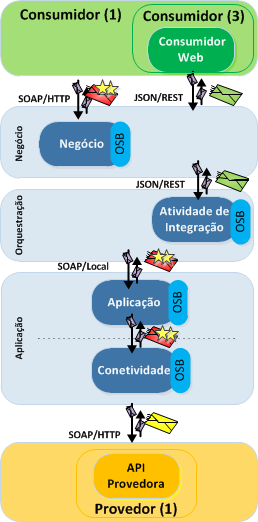 Consumidor (1)
Consumidor (3)
Consumidor
Web
SOAP/HTTP
JSON/REST
Negócio
Negócio
OSB
JSON/REST
Orquestração
Atividade de
Integração
OSB
SOAP/Local
Aplicação
Aplicação
OSB
Conetividade
OSB
SOAP/HTTP
API
Provedora
Provedor (1)